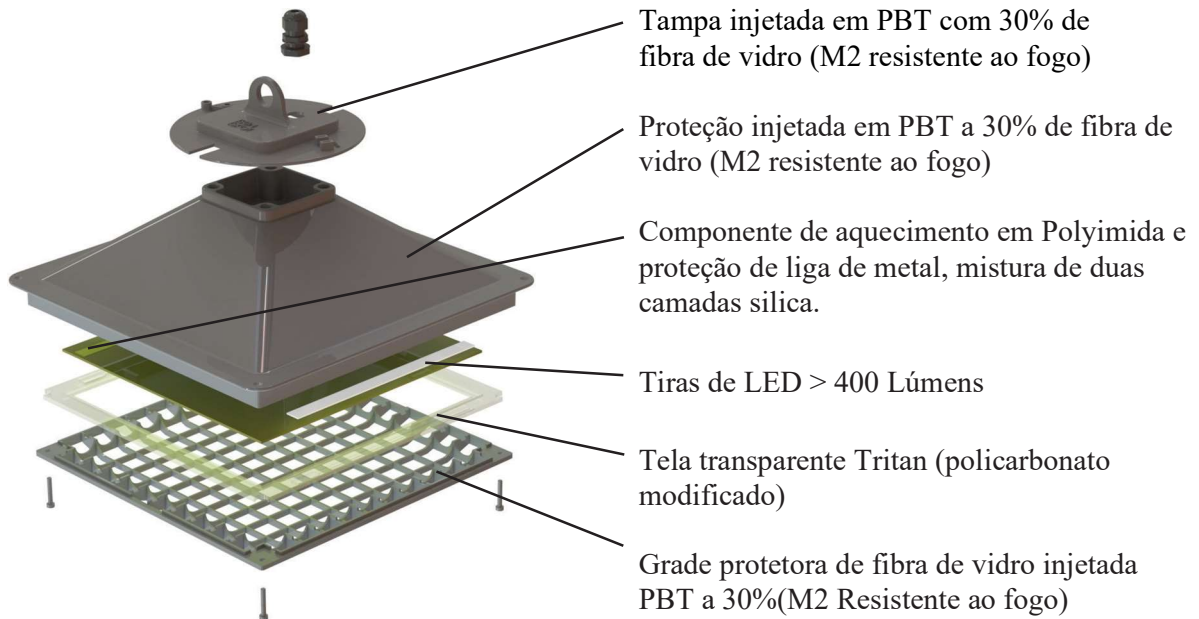 Tampa injetada em PBT com 30% de
fibra de vidro (M2 resistente ao fogo)
Proteção injetada em PBT a 30% de fibra de
vidro (M2 resistente ao fogo)
Componente de aquecimento em Polyimida e
proteção de liga de metal, mistura de duas
camadas silica.
Tiras de LED > 400 Lúmens
Tela transparente Tritan (policarbonato
modificado)
Grade protetora de fibra de vidro injetada
PBT a 30%(M2 Resistente ao fogo)